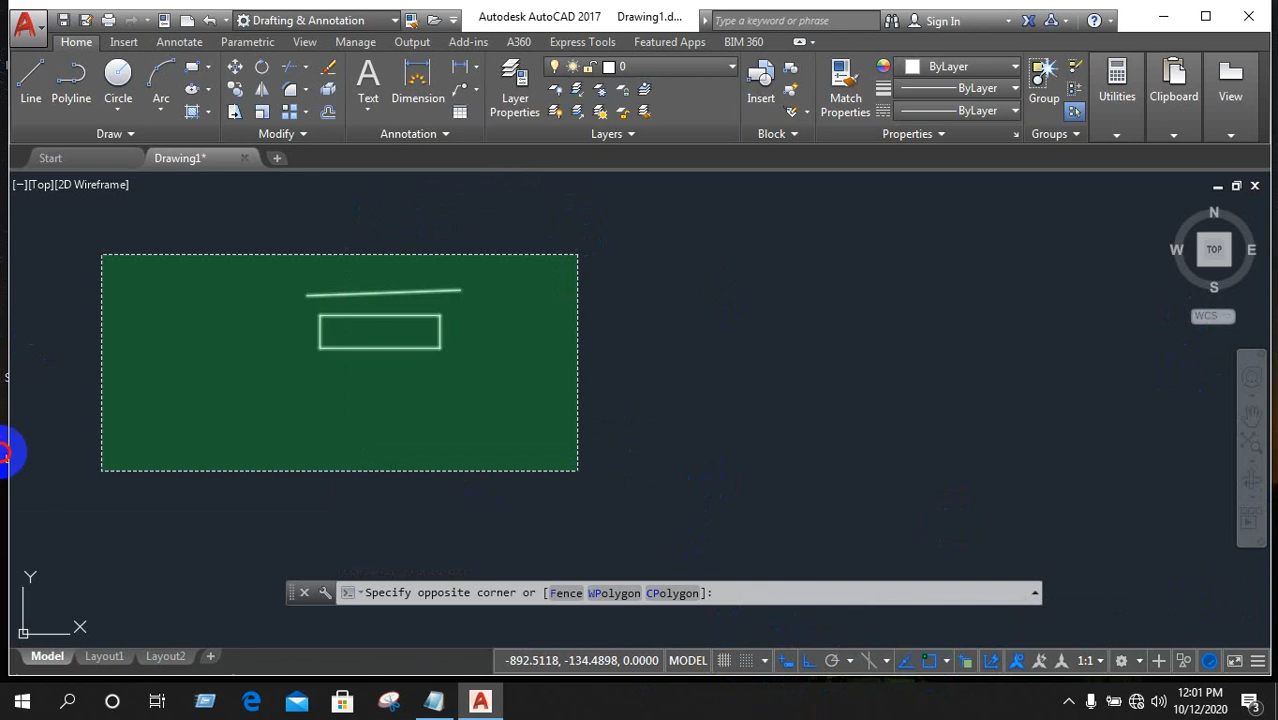 A Drafting & Annotation Autodesk AutoCAD 2017 Drawing1.d... Type a keyword or phrase Sign In
Home Insert Annotate Parametric View Manage Output Add-ins A360 Express Tools Featured Apps BIM 360
0 ByLayer
ByLayer
ByLayer
Line Polyline Circle Arc Text Dimension Layer Properties Insert Match Properties Group Utilities Clipboard View
Draw Modify Annotation Layers Block Properties Groups
Start Drawing1*
[−][Top][2D Wireframe]
N
W TOP E
S
WCS
Y
X
Specify opposite corner or [Fence WPolygon CPolygon]:
Model Layout1 Layout2 -892.5118, -134.4898, 0.0000 MODEL 1:1
12:01 PM
10/12/2020
3